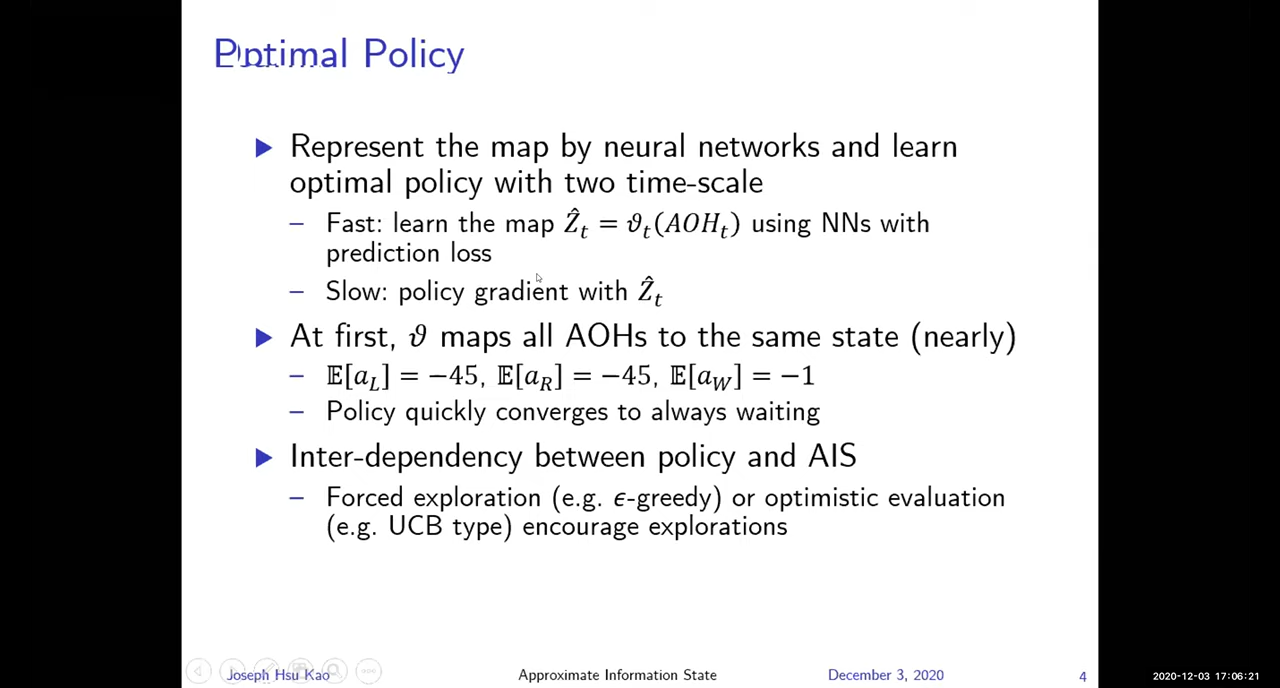 Optimal Policy
Represent the map by neural networks and learn
optimal policy with two time-scale
– Fast: learn the map Ẑₜ = ϑₜ(AOHₜ) using NNs with
prediction loss
– Slow: policy gradient with Ẑₜ
At first, ϑ maps all AOHs to the same state (nearly)
– 𝔼[a_L] = −45, 𝔼[a_R] = −45, 𝔼[a_W] = −1
– Policy quickly converges to always waiting
Inter-dependency between policy and AIS
– Forced exploration (e.g. ϵ-greedy) or optimistic evaluation
(e.g. UCB type) encourage explorations
Joseph Hsu Kao Approximate Information State December 3, 2020 4
2020-12-03 17:06:21